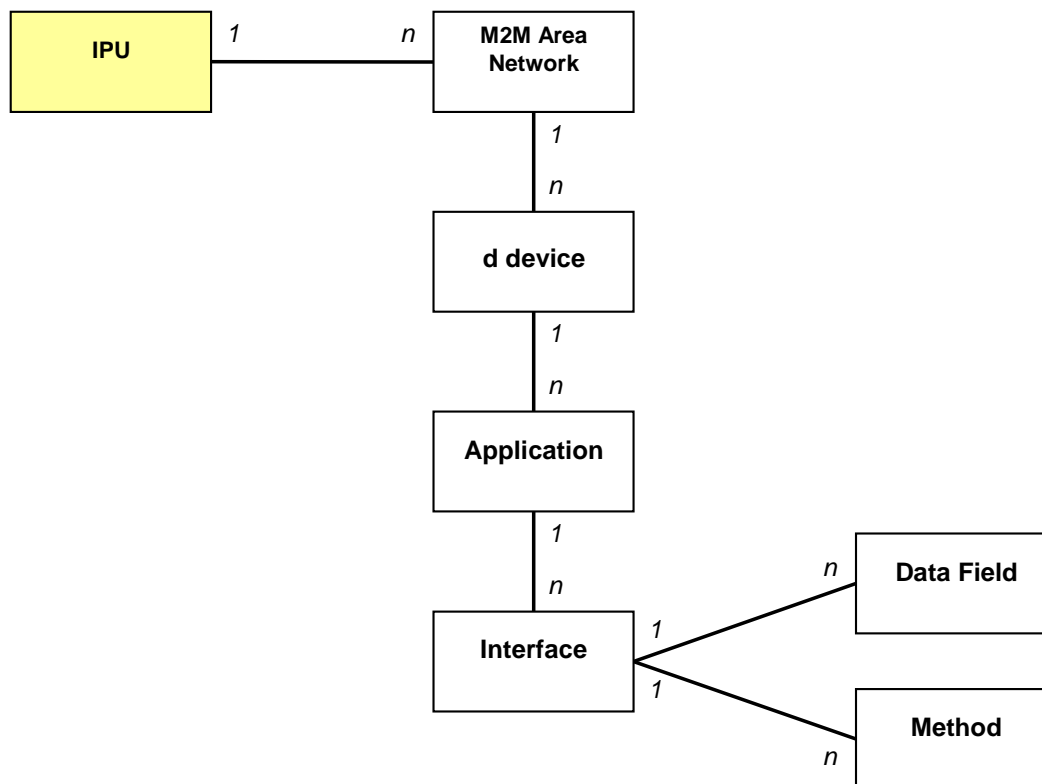 IPU
1
n
M2M Area
Network
1
n
d device
1
n
Application
1
n
Interface
1
n
Data Field
1
n
Method